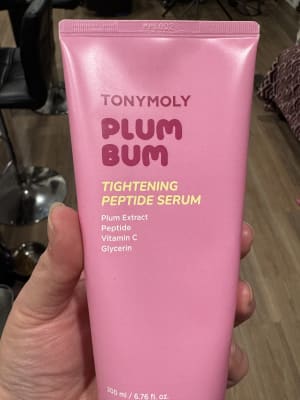 TONYMOLY
PLUM
BUM
TIGHTENING
PEPTIDE SERUM
Plum Extract
Peptide
Vitamin C
Glycerin
200 ml / 6.76 fl. oz.